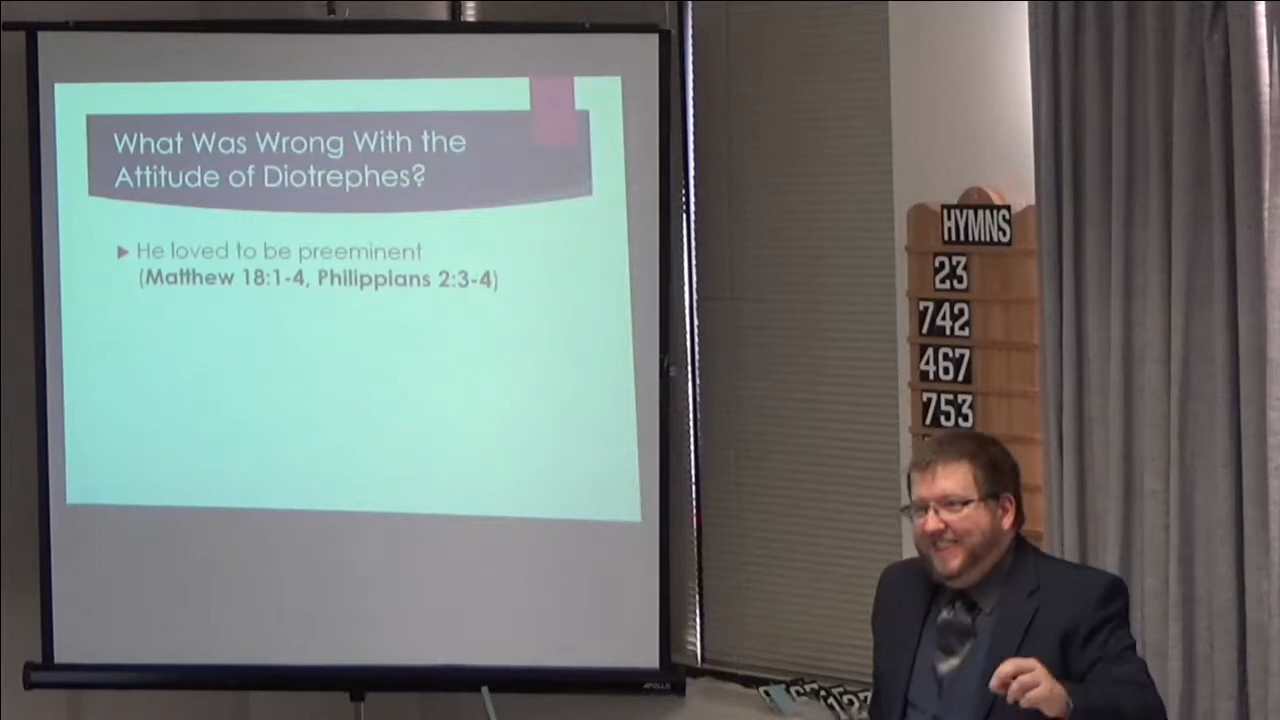 What Was Wrong With the
Attitude of Diotrephes?
He loved to be preeminent
(Matthew 18:1-4, Philippians 2:3-4)
HYMNS
23
742
467
753
APOLLO